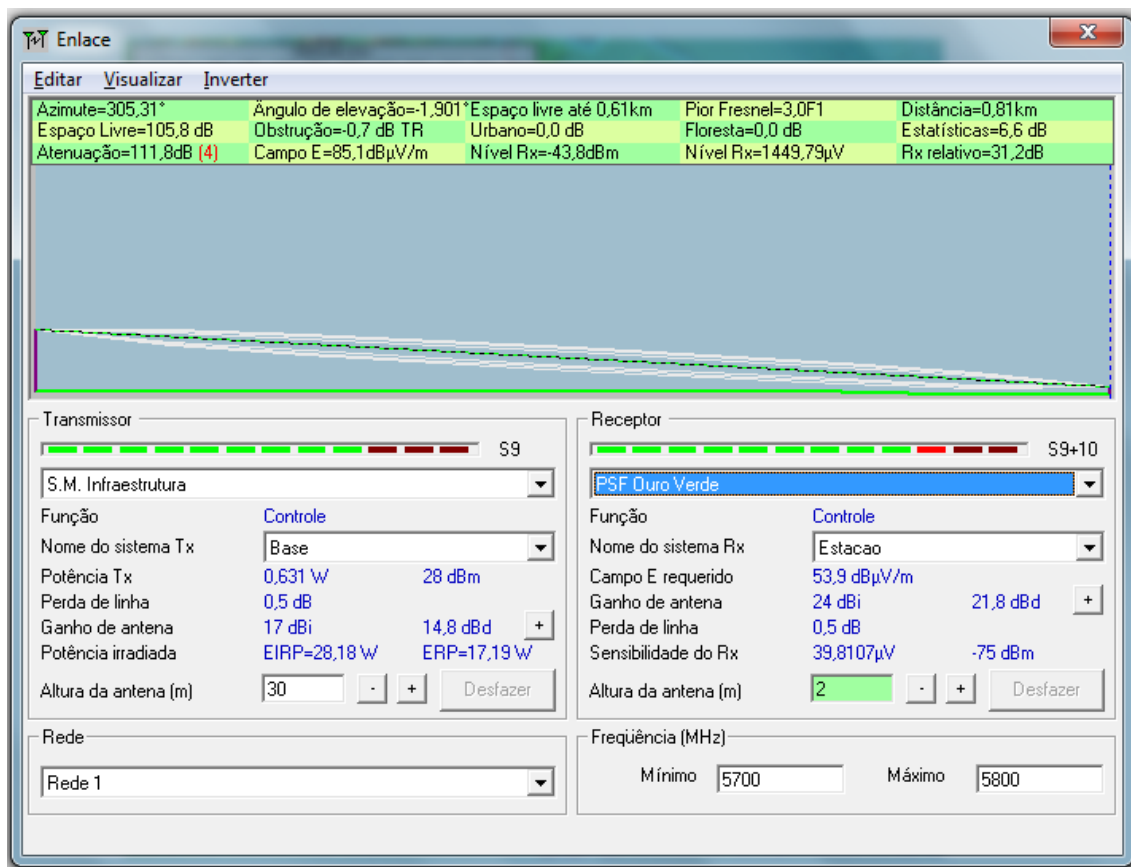 Enlace
Editar Visualizar Inverter
Azimute=305,31° Ângulo de elevação=-1,901° Espaço livre até 0,61km Pior Fresnel=3,0F1 Distância=0,81km
Espaço Livre=105,8 dB Obstrução=-0,7 dB TR Urbano=0,0 dB Floresta=0,0 dB Estatísticas=6,6 dB
Atenuação=111,8dB (4) Campo E=85,1dBµV/m Nível Rx=-43,8dBm Nível Rx=1449,79µV Rx relativo=31,2dB
Transmissor
S9
S.M. Infraestrutura
Função Controle
Nome do sistema Tx Base
Potência Tx 0,631 W 28 dBm
Perda de linha 0,5 dB
Ganho de antena 17 dBi 14,8 dBd +
Potência irradiada EIRP=28,18 W ERP=17,19 W
Altura da antena (m) 30 - + Desfazer
Receptor
S9+10
PSF Ouro Verde
Função Controle
Nome do sistema Rx Estacao
Campo E requerido 53,9 dBµV/m
Ganho de antena 24 dBi 21,8 dBd +
Perda de linha 0,5 dB
Sensibilidade do Rx 39,8107µV -75 dBm
Altura da antena (m) 2 - + Desfazer
Rede
Rede 1
Freqüência (MHz)
Mínimo 5700 Máximo 5800